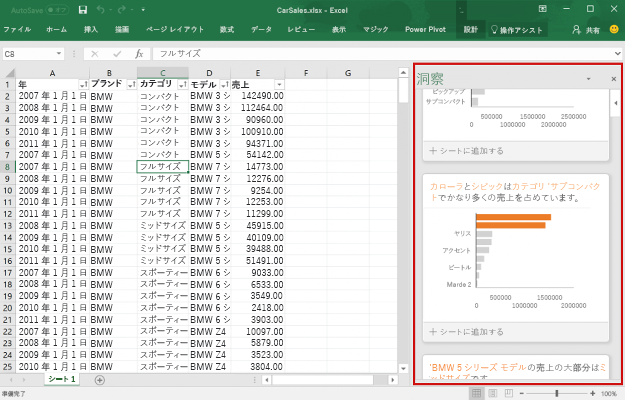 AutoSave オフ
CarSales.xlsx - Excel
ファイル ホーム 挿入 描画 ページ レイアウト 数式 データ レビュー 表示 マジック Power Pivot 設計 操作アシスト 共有
C8 fx フル サイズ
A B C D E F G
1 年 ブランド カテゴリ モデル 売上
2 2007 年 1 月 1 日 BMW コンパクト BMW 3 シ 142490.00
3 2008 年 1 月 1 日 BMW コンパクト BMW 3 シ 112464.00
4 2009 年 1 月 1 日 BMW コンパクト BMW 3 シ 90960.00
5 2010 年 1 月 1 日 BMW コンパクト BMW 3 シ 100910.00
6 2011 年 1 月 1 日 BMW コンパクト BMW 3 シ 94371.00
7 2007 年 1 月 1 日 BMW コンパクト BMW 5 シ 54142.00
8 2007 年 1 月 1 日 BMW フル サイズ BMW 7 シ 14773.00
9 2008 年 1 月 1 日 BMW フル サイズ BMW 7 シ 12276.00
10 2009 年 1 月 1 日 BMW フル サイズ BMW 7 シ 9254.00
11 2010 年 1 月 1 日 BMW フル サイズ BMW 7 シ 12253.00
12 2011 年 1 月 1 日 BMW フル サイズ BMW 7 シ 11299.00
13 2008 年 1 月 1 日 BMW ミッドサイズ BMW 5 シ 45915.00
14 2009 年 1 月 1 日 BMW ミッドサイズ BMW 5 シ 40109.00
15 2010 年 1 月 1 日 BMW ミッドサイズ BMW 5 シ 39488.00
16 2011 年 1 月 1 日 BMW ミッドサイズ BMW 5 シ 51491.00
17 2007 年 1 月 1 日 BMW スポーティー BMW 6 シ 9033.00
18 2008 年 1 月 1 日 BMW スポーティー BMW 6 シ 6533.00
19 2009 年 1 月 1 日 BMW スポーティー BMW 6 シ 3549.00
20 2010 年 1 月 1 日 BMW スポーティー BMW 6 シ 2418.00
21 2011 年 1 月 1 日 BMW スポーティー BMW 6 シ 3903.00
22 2007 年 1 月 1 日 BMW スポーティー BMW Z4 10097.00
23 2008 年 1 月 1 日 BMW スポーティー BMW Z4 5879.00
24 2009 年 1 月 1 日 BMW スポーティー BMW Z4 3523.00
25 2010 年 1 月 1 日 BMW スポーティー BMW Z4 3804.00
シート 1
準備完了
100%
洞察
ピックアップ
サブコンパクト
500000 1500000 2500000
0 1000000 2000000
シートに追加する
カローラとシビックはカテゴリ 'サブコンパク
トでかなり多くの売上を占めています。
ヤリス
アクセント
ビートル
Mazda 2
500000 1500000
0 1000000 2000000
シートに追加する
'BMW 5 シリーズ モデルの売上の大部分はミ
ッドサイズです